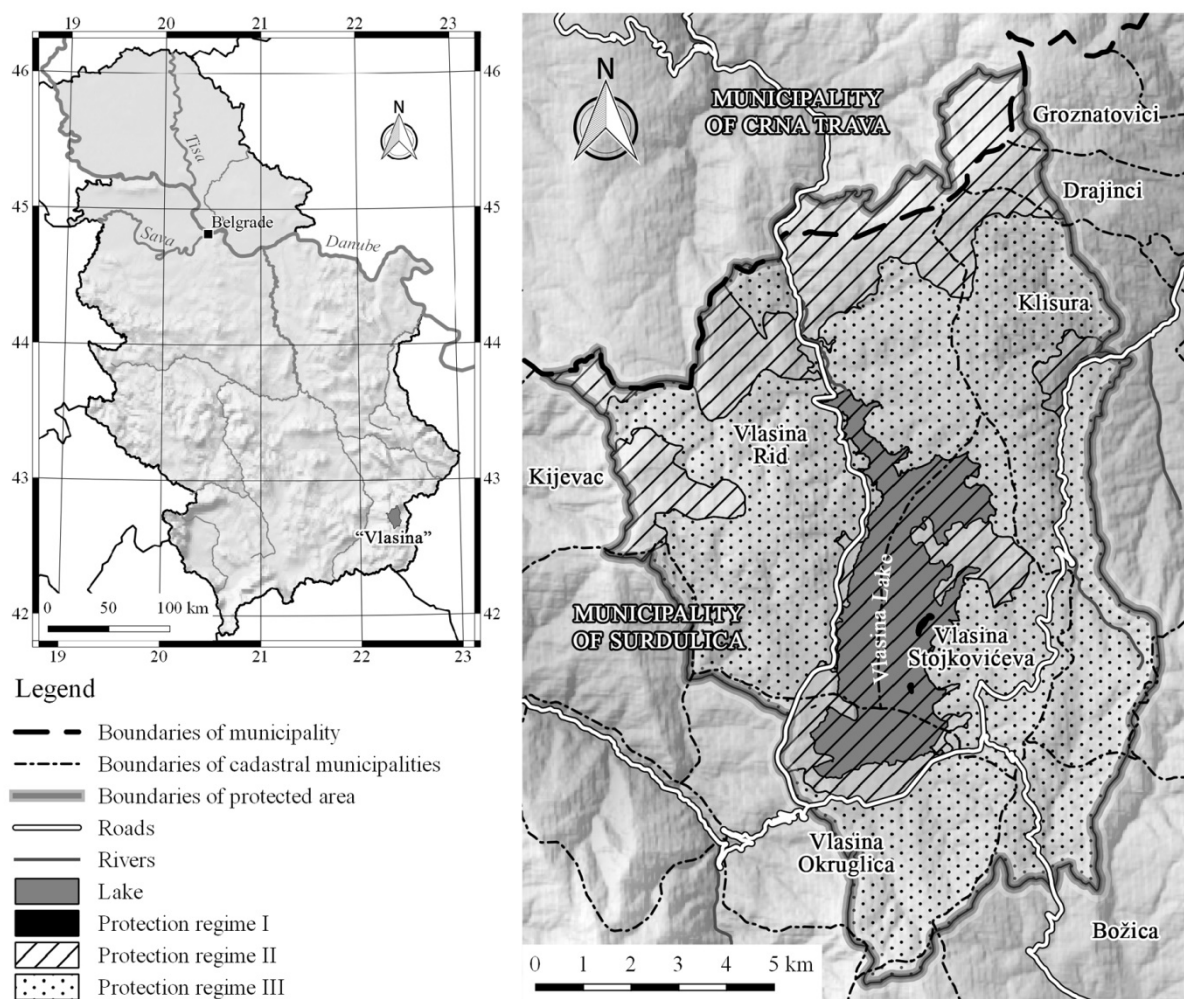 19 20 21 22 23
46 46
45 45
44 44
43 43
42 42
19 20 21 22 23
N
Tisa
Belgrade
Sava
Danube
“Vlasina”
0 50 100 km
Legend
Boundaries of municipality
Boundaries of cadastral municipalities
Boundaries of protected area
Roads
Rivers
Lake
Protection regime I
Protection regime II
Protection regime III
N
MUNICIPALITY
OF CRNA TRAVA
Groznatovici
Drajinci
Klisura
Vlasina
Rid
Kijevac
MUNICIPALITY
OF SURDULICA
Vlasina Lake
Vlasina
Stojkovićeva
Vlasina
Okruglica
Božica
0 1 2 3 4 5 km